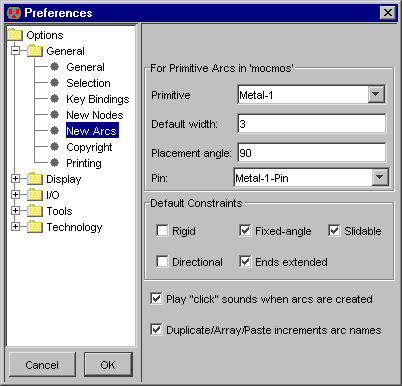 Preferences
Options
General
General
Selection
Key Bindings
New Nodes
New Arcs
Copyright
Printing
Display
I/O
Tools
Technology
Cancel
OK
For Primitive Arcs in 'mocmos'
Primitive
Metal-1
Default width:
3
Placement angle:
90
Pin:
Metal-1-Pin
Default Constraints
Rigid
Fixed-angle
Slidable
Directional
Ends extended
Play "click" sounds when arcs are created
Duplicate/Array/Paste increments arc names